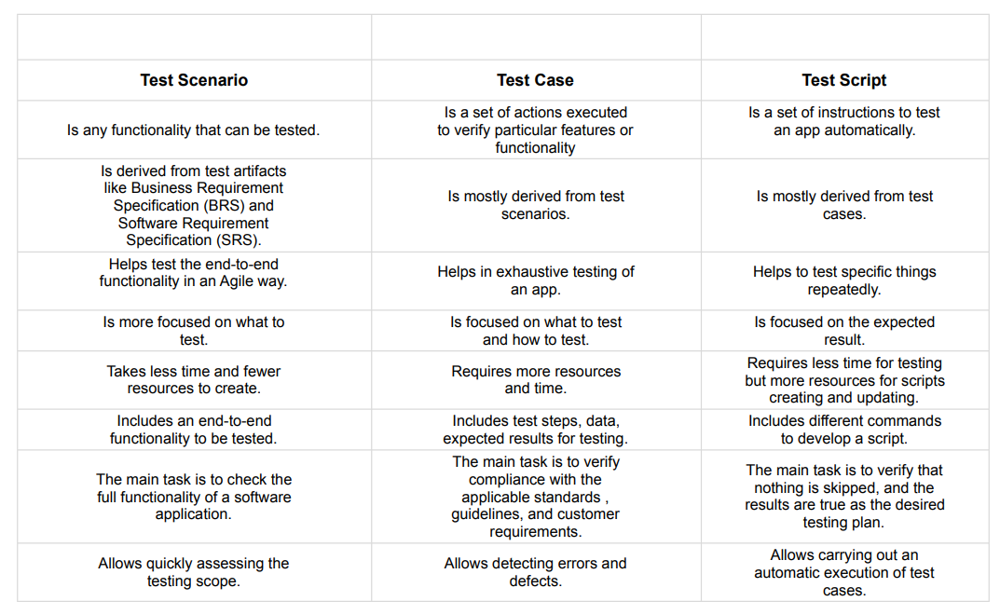 Test Scenario
Test Case
Test Script
Is any functionality that can be tested.
Is a set of actions executed
to verify particular features or
functionality
Is a set of instructions to test
an app automatically.
Is derived from test artifacts
like Business Requirement
Specification (BRS) and
Software Requirement
Specification (SRS).
Is mostly derived from test
scenarios.
Is mostly derived from test
cases.
Helps test the end-to-end
functionality in an Agile way.
Helps in exhaustive testing of
an app.
Helps to test specific things
repeatedly.
Is more focused on what to
test.
Is focused on what to test
and how to test.
Is focused on the expected
result.
Takes less time and fewer
resources to create.
Requires more resources
and time.
Requires less time for testing
but more resources for scripts
creating and updating.
Includes an end-to-end
functionality to be tested.
Includes test steps, data,
expected results for testing.
Includes different commands
to develop a script.
The main task is to check the
full functionality of a software
application.
The main task is to verify
compliance with the
applicable standards ,
guidelines, and customer
requirements.
The main task is to verify that
nothing is skipped, and the
results are true as the desired
testing plan.
Allows quickly assessing the
testing scope.
Allows detecting errors and
defects.
Allows carrying out an
automatic execution of test
cases.